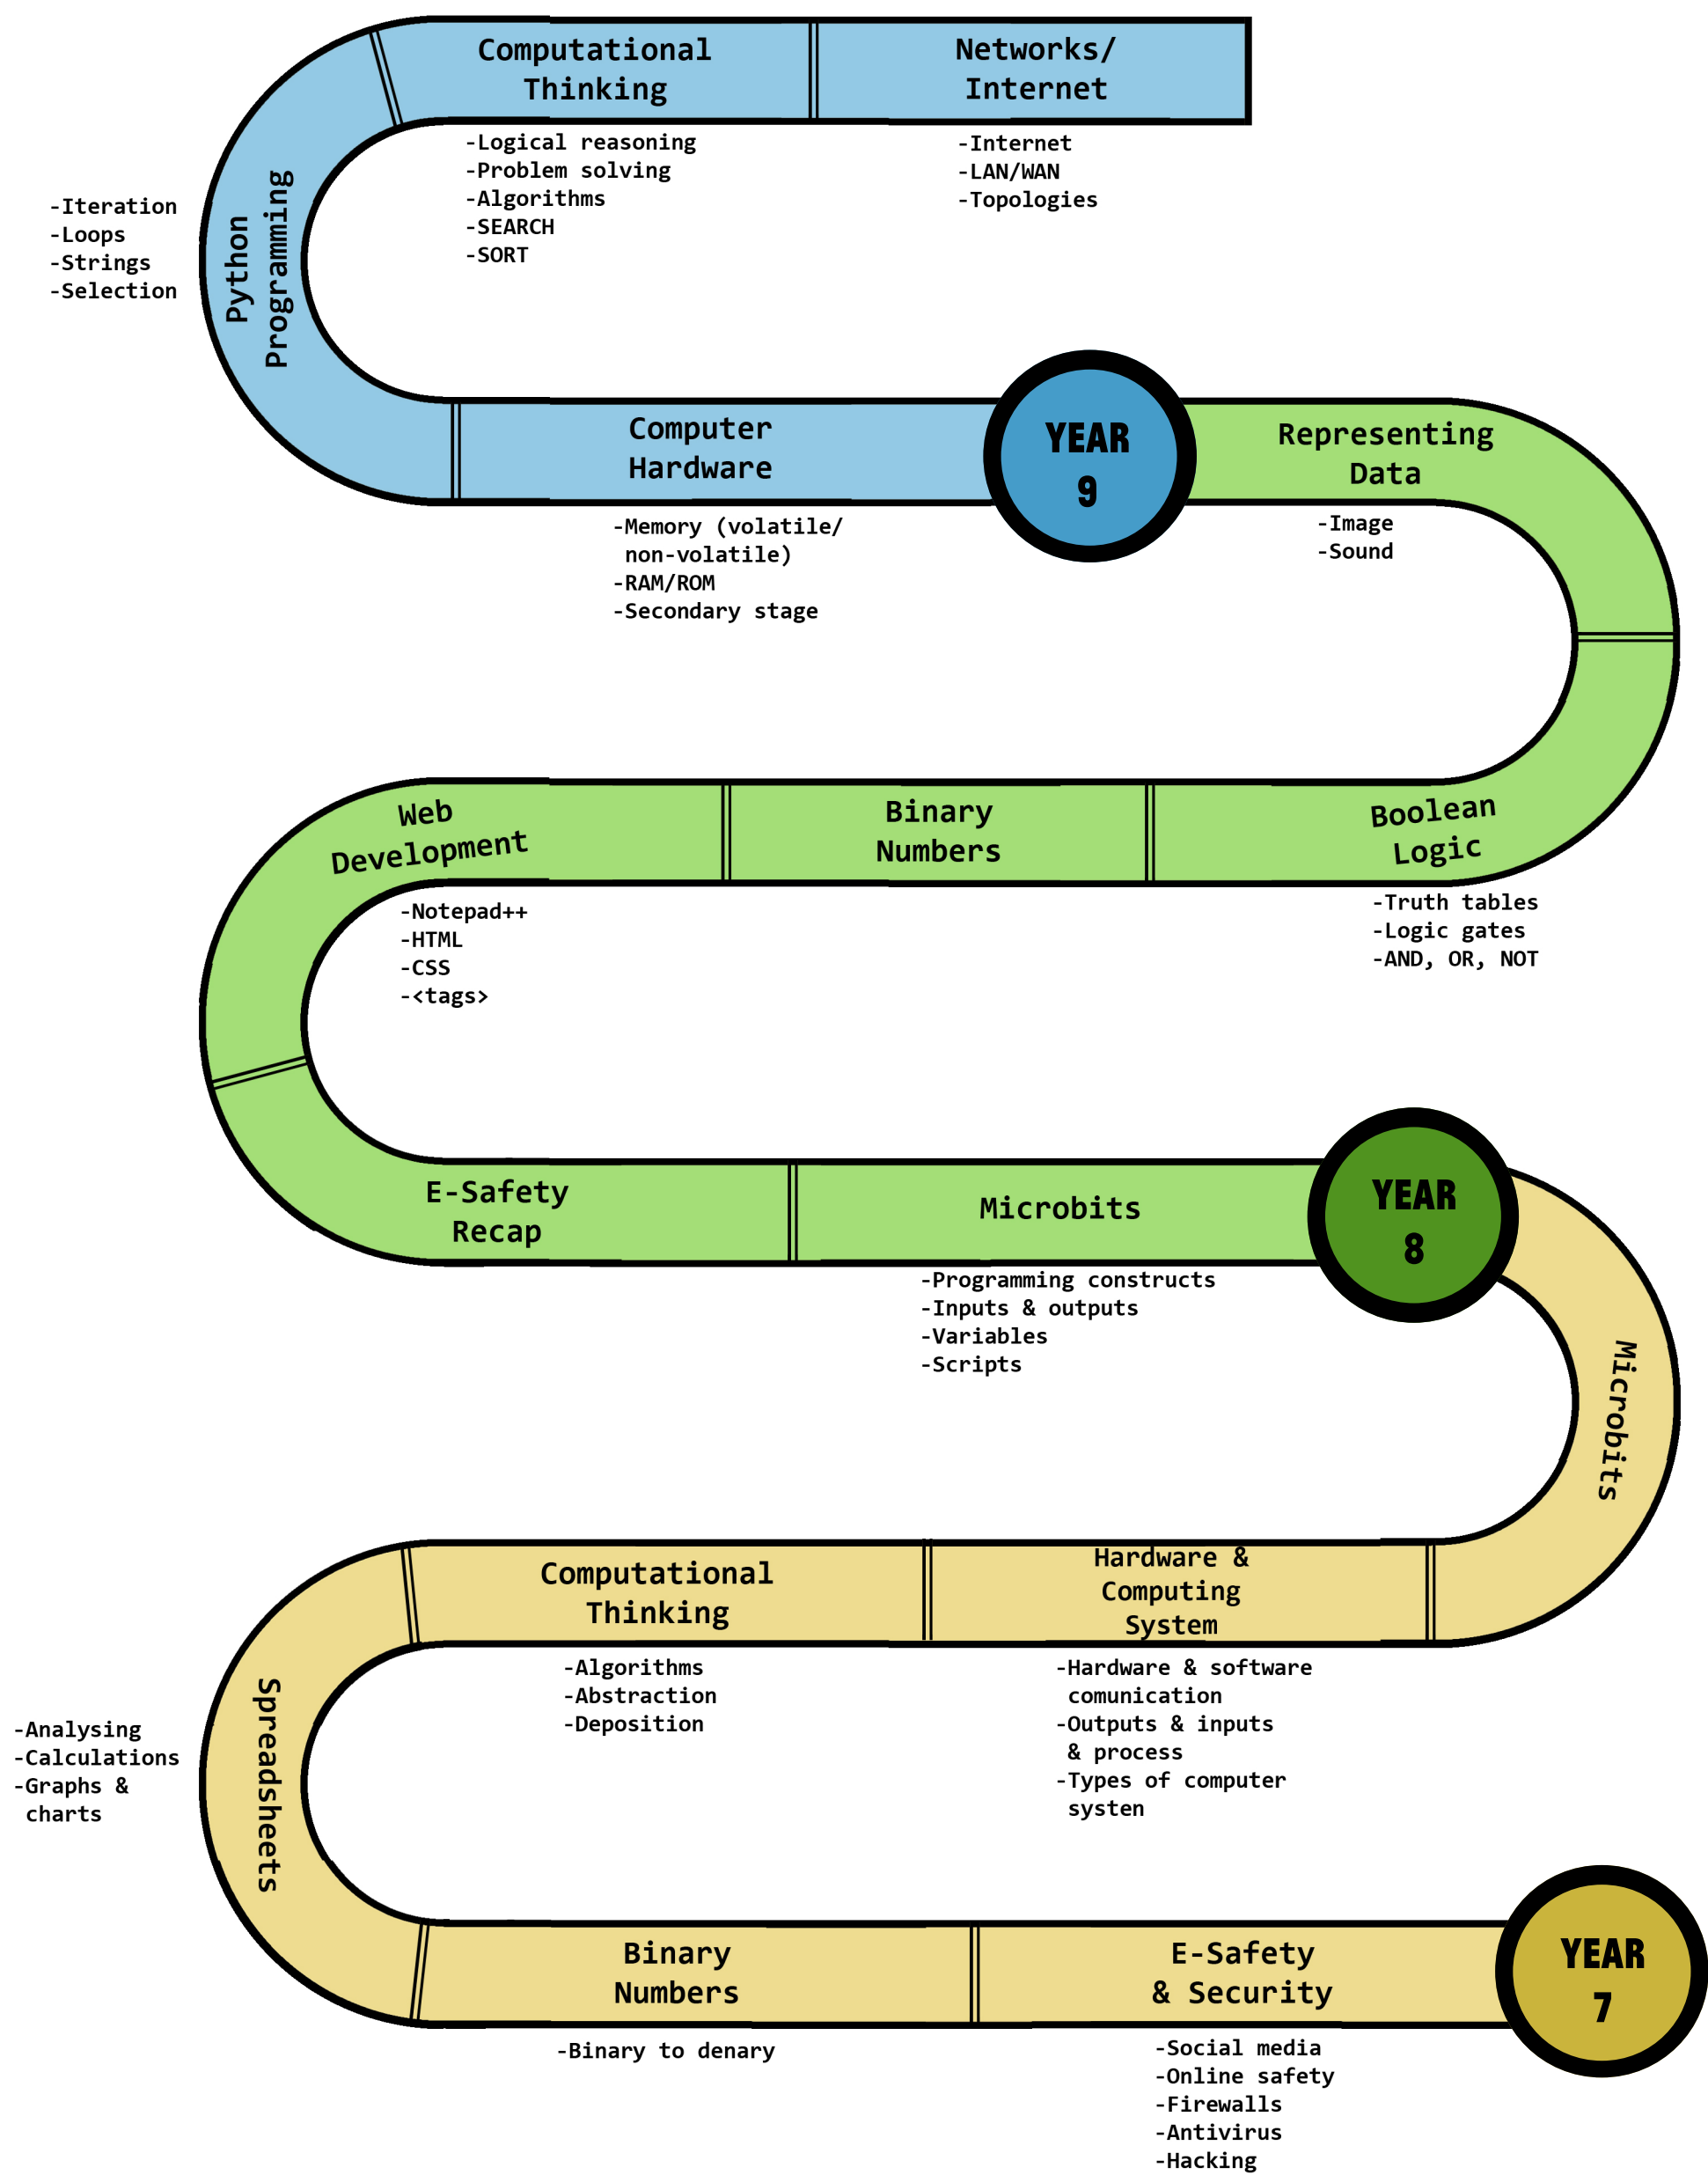 Computational
Thinking
Networks/
Internet
-Logical reasoning
-Problem solving
-Algorithms
-SEARCH
-SORT
-Internet
-LAN/WAN
-Topologies
-Iteration
-Loops
-Strings
-Selection
Python
Programming
Computer
Hardware
YEAR
9
Representing
Data
-Memory (volatile/
non-volatile)
-RAM/ROM
-Secondary stage
-Image
-Sound
Web
Development
Binary
Numbers
Boolean
Logic
-Notepad++
-HTML
-CSS
-<tags>
-Truth tables
-Logic gates
-AND, OR, NOT
E-Safety
Recap
Microbits
YEAR
8
-Programming constructs
-Inputs & outputs
-Variables
-Scripts
Microbits
Computational
Thinking
Hardware &
Computing
System
-Algorithms
-Abstraction
-Deposition
-Hardware & software
comunication
-Outputs & inputs
& process
-Types of computer
systen
-Analysing
-Calculations
-Graphs &
charts
Spreadsheets
Binary
Numbers
E-Safety
& Security
YEAR
7
-Binary to denary
-Social media
-Online safety
-Firewalls
-Antivirus
-Hacking